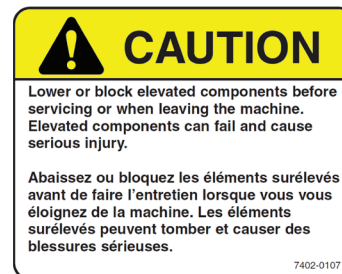 CAUTION
Lower or block elevated components before
servicing or when leaving the machine.
Elevated components can fail and cause
serious injury.
Abaissez ou bloquez les éléments surélevés
avant de faire l'entretien lorsque vous vous
éloignez de la machine. Les éléments
surélevés peuvent tomber et causer des
blessures sérieuses.
7402-0107